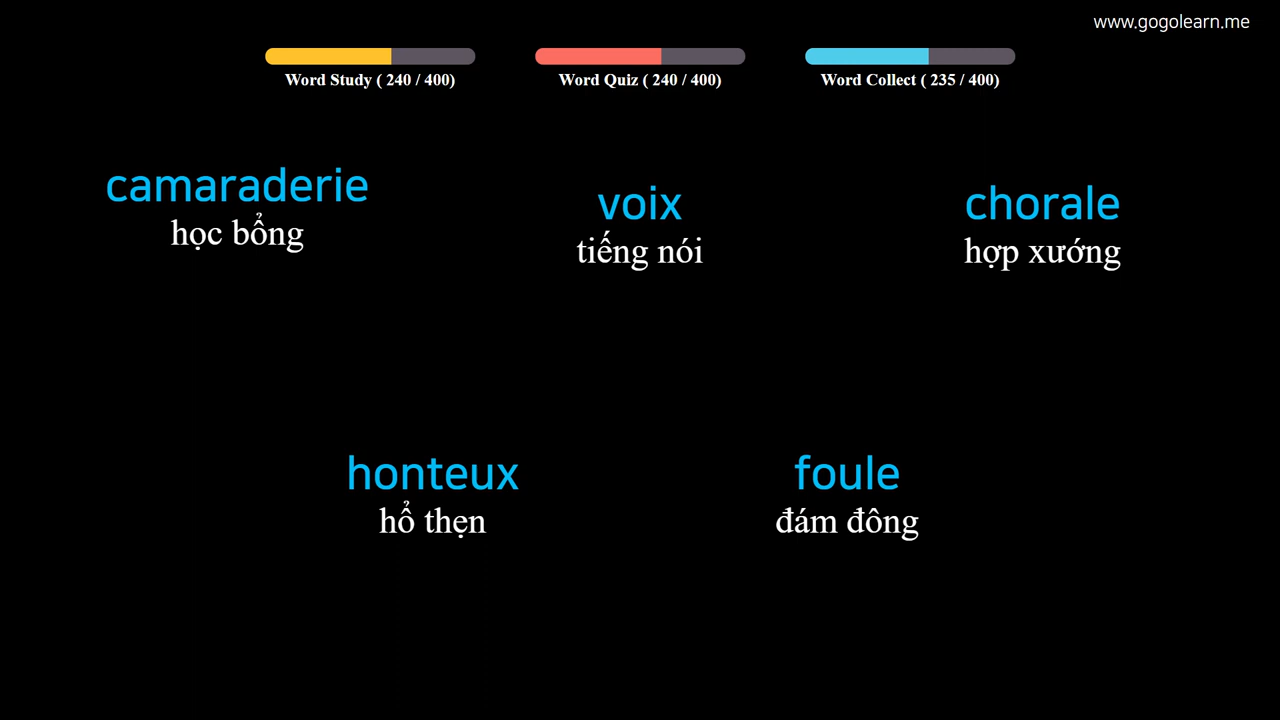 www.gogolearn.me
Word Study ( 240 / 400)
Word Quiz ( 240 / 400)
Word Collect ( 235 / 400)
camaraderie
học bổng
voix
tiếng nói
chorale
hợp xướng
honteux
hổ thẹn
foule
đám đông